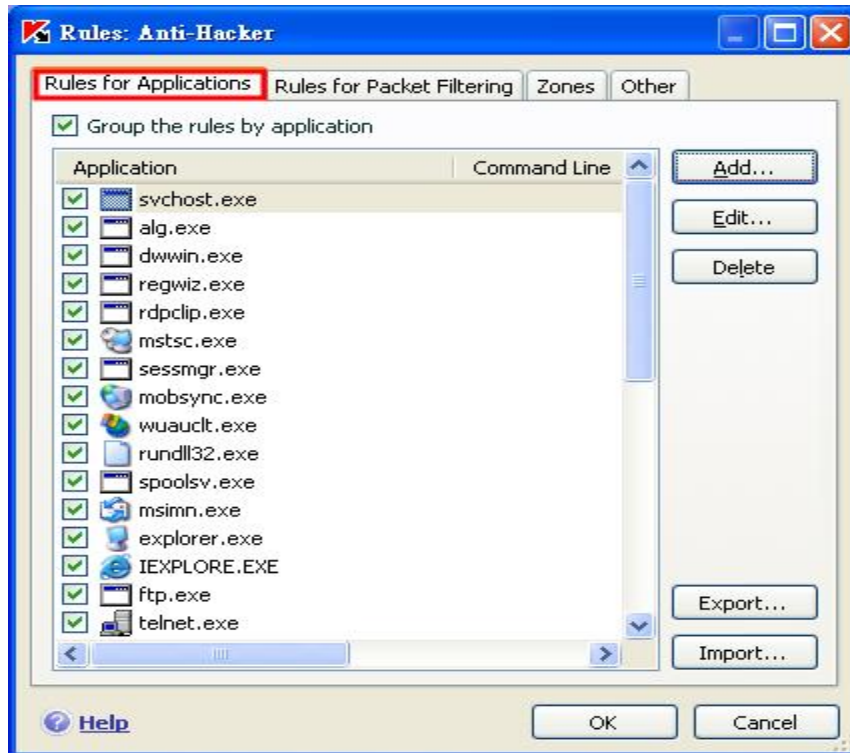 Rules: Anti-Hacker
Rules for Applications Rules for Packet Filtering Zones Other
Group the rules by application
Application Command Line
Add...
svchost.exe
alg.exe
Edit...
dwwin.exe
Delete
regwiz.exe
rdpclip.exe
mstsc.exe
sessmgr.exe
mobsync.exe
wuauclt.exe
rundll32.exe
spoolsv.exe
msimn.exe
explorer.exe
IEXPLORE.EXE
ftp.exe
Export...
telnet.exe
Import...
Help
OK
Cancel